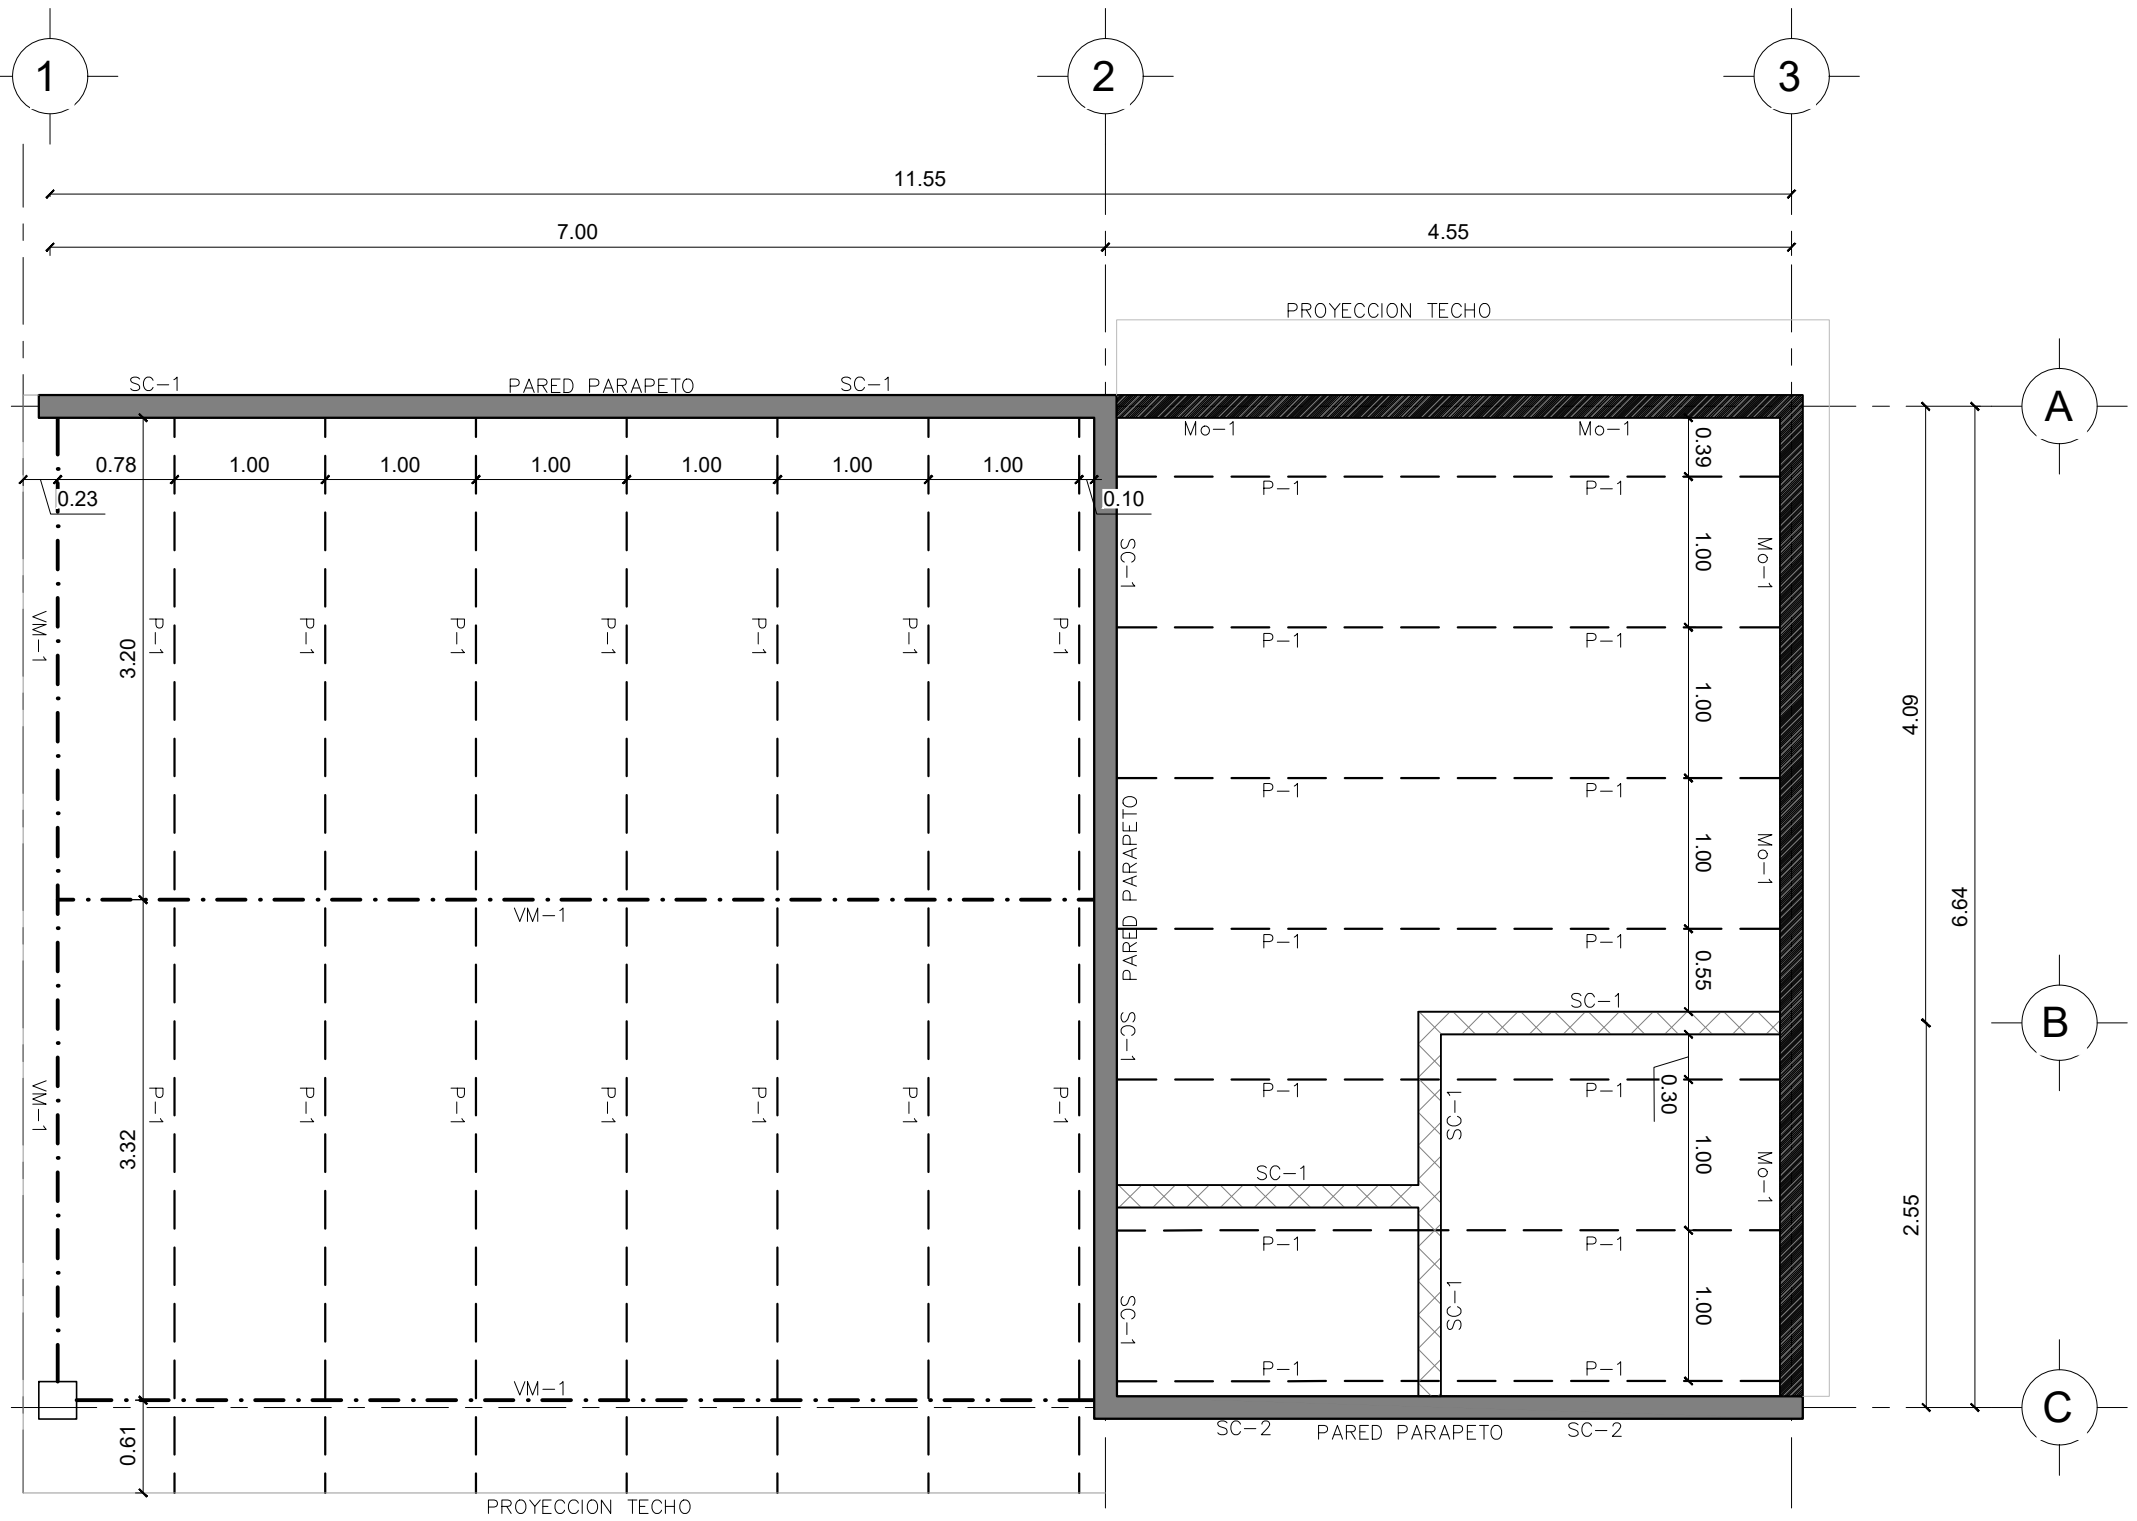 1
2
3
11.55
7.00
4.55
PROYECCION TECHO
SC-1
PARED PARAPETO
SC-1
A
Mo-1
Mo-1
0.39
0.78
1.00
1.00
1.00
1.00
1.00
1.00
0.23
0.10
P-1
P-1
SC-1
1.00
Mo-1
VM-1
P-1
P-1
P-1
P-1
P-1
P-1
P-1
3.20
P-1
P-1
1.00
4.09
P-1
P-1
PARED PARAPETO
1.00
Mo-1
6.64
VM-1
P-1
P-1
0.55
SC-1
SC-1
B
VM-1
P-1
P-1
P-1
P-1
P-1
P-1
P-1
3.32
P-1
SC-1
P-1
0.30
1.00
Mo-1
SC-1
2.55
P-1
P-1
SC-1
SC-1
1.00
VM-1
P-1
P-1
C
0.61
SC-2
PARED PARAPETO
SC-2
PROYECCION TECHO